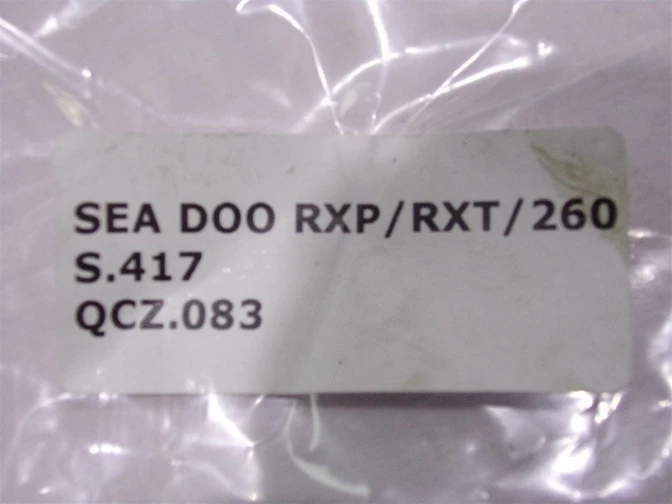 SEA DOO RXP/RXT/260
S.417
QCZ.083